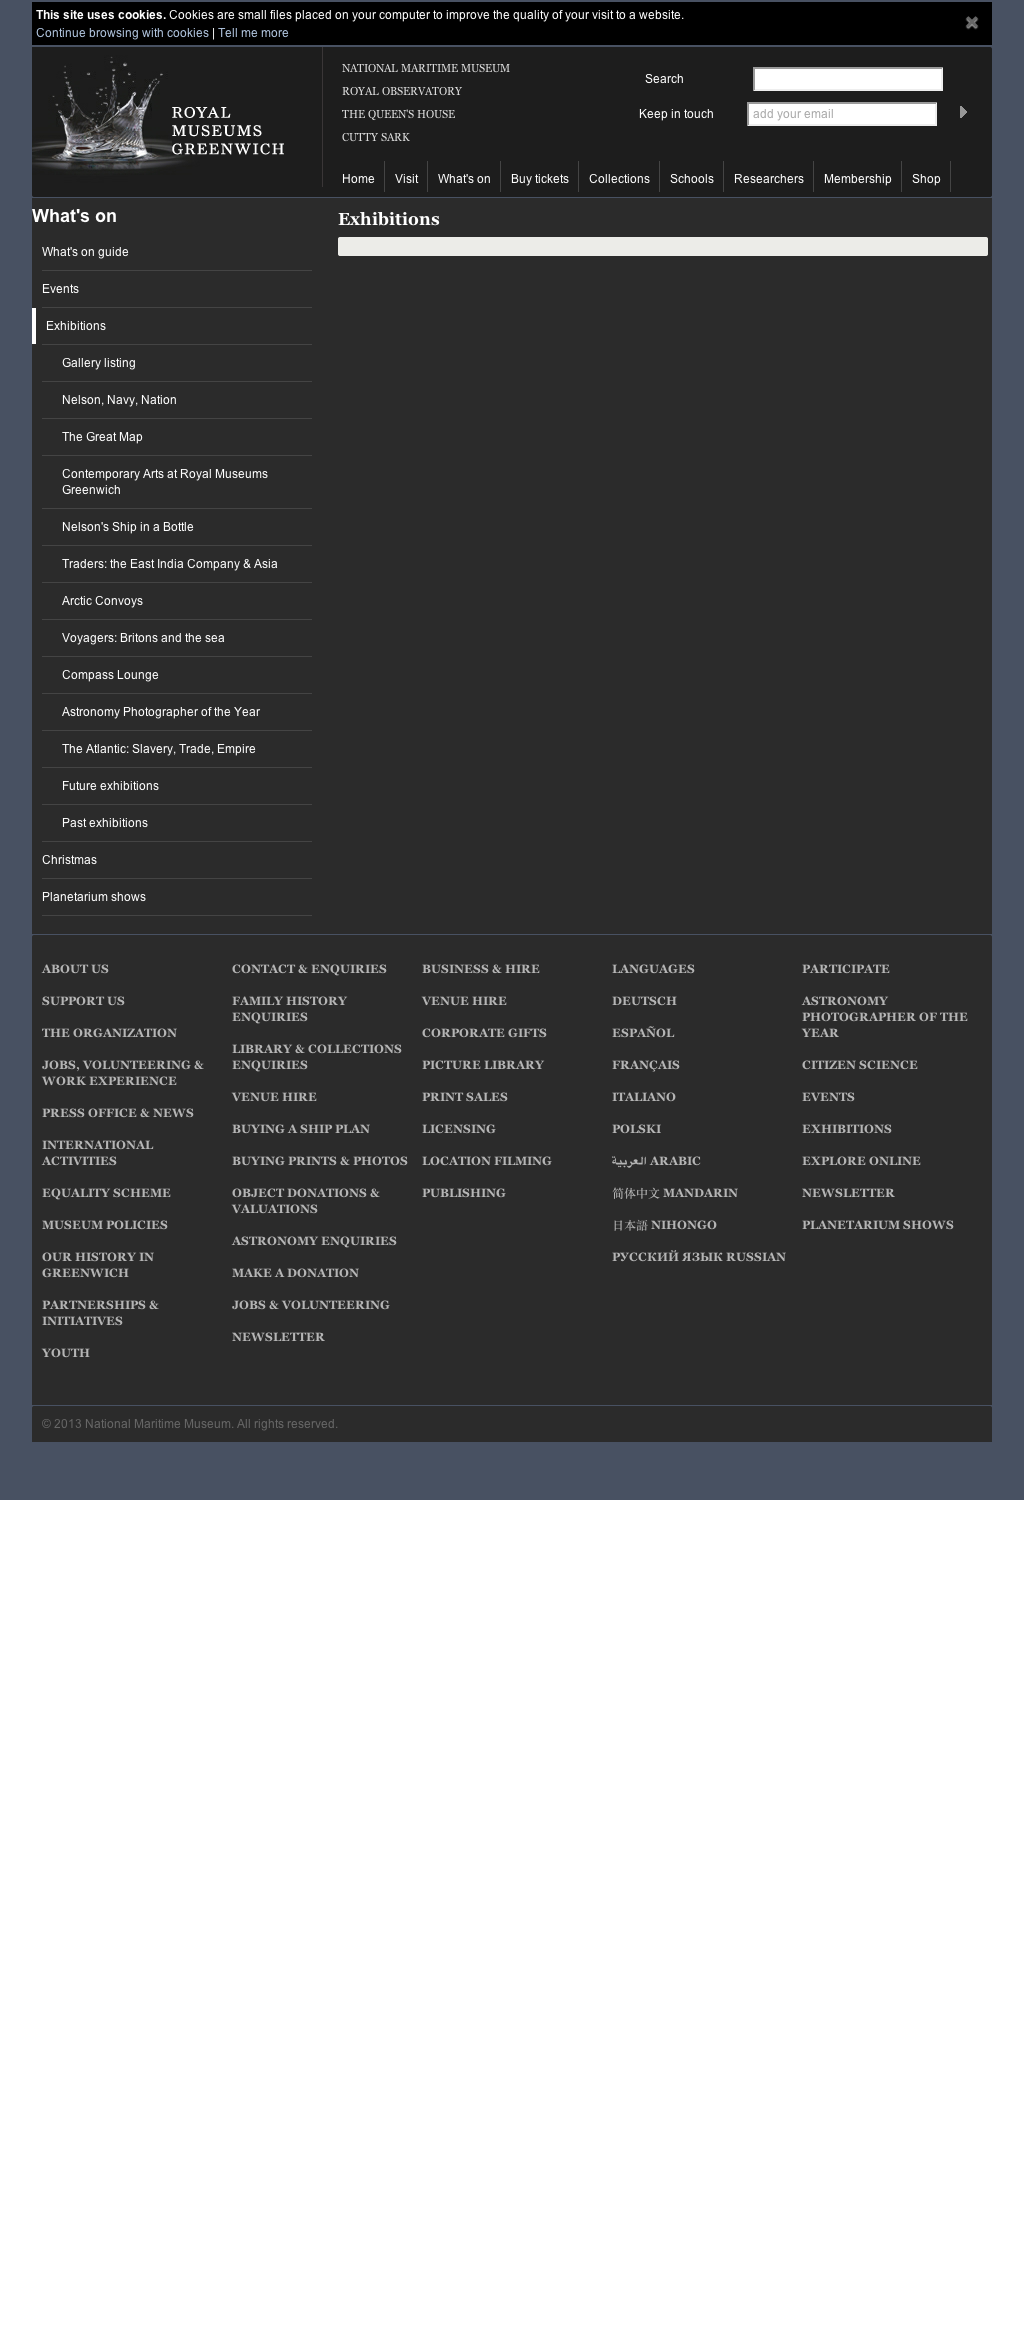 This site uses cookies. Cookies are small files placed on your computer to improve the quality of your visit to a website.
Continue browsing with cookies | Tell me more
ROYAL
MUSEUMS
GREENWICH
NATIONAL MARITIME MUSEUM
ROYAL OBSERVATORY
THE QUEEN'S HOUSE
CUTTY SARK
Search
Keep in touch add your email
Home Visit What's on Buy tickets Collections Schools Researchers Membership Shop
What's on
What's on guide
Events
Exhibitions
Gallery listing
Nelson, Navy, Nation
The Great Map
Contemporary Arts at Royal Museums
Greenwich
Nelson's Ship in a Bottle
Traders: the East India Company & Asia
Arctic Convoys
Voyagers: Britons and the sea
Compass Lounge
Astronomy Photographer of the Year
The Atlantic: Slavery, Trade, Empire
Future exhibitions
Past exhibitions
Christmas
Planetarium shows
Exhibitions
ABOUT US
SUPPORT US
THE ORGANIZATION
JOBS, VOLUNTEERING &
WORK EXPERIENCE
PRESS OFFICE & NEWS
INTERNATIONAL
ACTIVITIES
EQUALITY SCHEME
MUSEUM POLICIES
OUR HISTORY IN
GREENWICH
PARTNERSHIPS &
INITIATIVES
YOUTH
CONTACT & ENQUIRIES
FAMILY HISTORY
ENQUIRIES
LIBRARY & COLLECTIONS
ENQUIRIES
VENUE HIRE
BUYING A SHIP PLAN
BUYING PRINTS & PHOTOS
OBJECT DONATIONS &
VALUATIONS
ASTRONOMY ENQUIRIES
MAKE A DONATION
JOBS & VOLUNTEERING
NEWSLETTER
BUSINESS & HIRE
VENUE HIRE
CORPORATE GIFTS
PICTURE LIBRARY
PRINT SALES
LICENSING
LOCATION FILMING
PUBLISHING
LANGUAGES
DEUTSCH
ESPAÑOL
FRANÇAIS
ITALIANO
POLSKI
العربية ARABIC
简体中文 MANDARIN
日本語 NIHONGO
РУССКИЙ ЯЗЫК RUSSIAN
PARTICIPATE
ASTRONOMY
PHOTOGRAPHER OF THE
YEAR
CITIZEN SCIENCE
EVENTS
EXHIBITIONS
EXPLORE ONLINE
NEWSLETTER
PLANETARIUM SHOWS
© 2013 National Maritime Museum. All rights reserved.